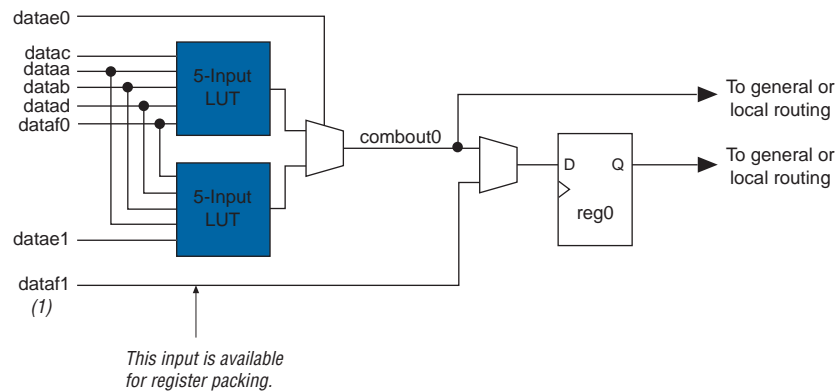 datae0
datac
dataa
datab
datad
dataf0
5-Input
LUT
combout0
To general or
local routing
D Q
reg0
To general or
local routing
5-Input
LUT
datae1
dataf1
(1)
This input is available
for register packing.